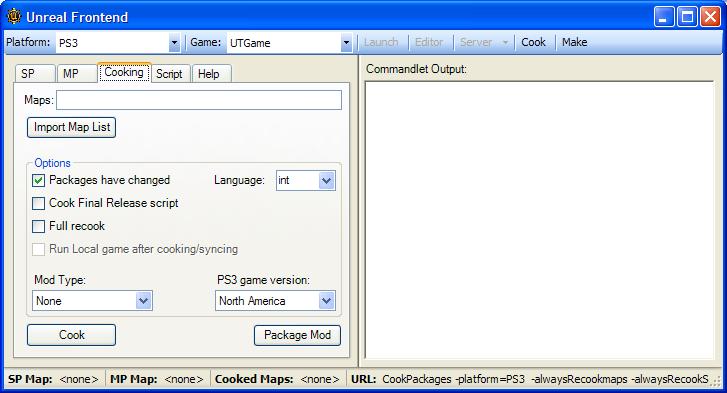 Unreal Frontend
Platform: PS3 Game: UTGame Launch Editor Server Cook Make
SP MP Cooking Script Help
Commandlet Output:
Maps:
Import Map List
Options
Packages have changed Language: int
Cook Final Release script
Full recook
Run Local game after cooking/syncing
Mod Type: PS3 game version:
None North America
Cook Package Mod
SP Map: <none> MP Map: <none> Cooked Maps: <none> URL: CookPackages -platform=PS3 -alwaysRecookmaps -alwaysRecookS